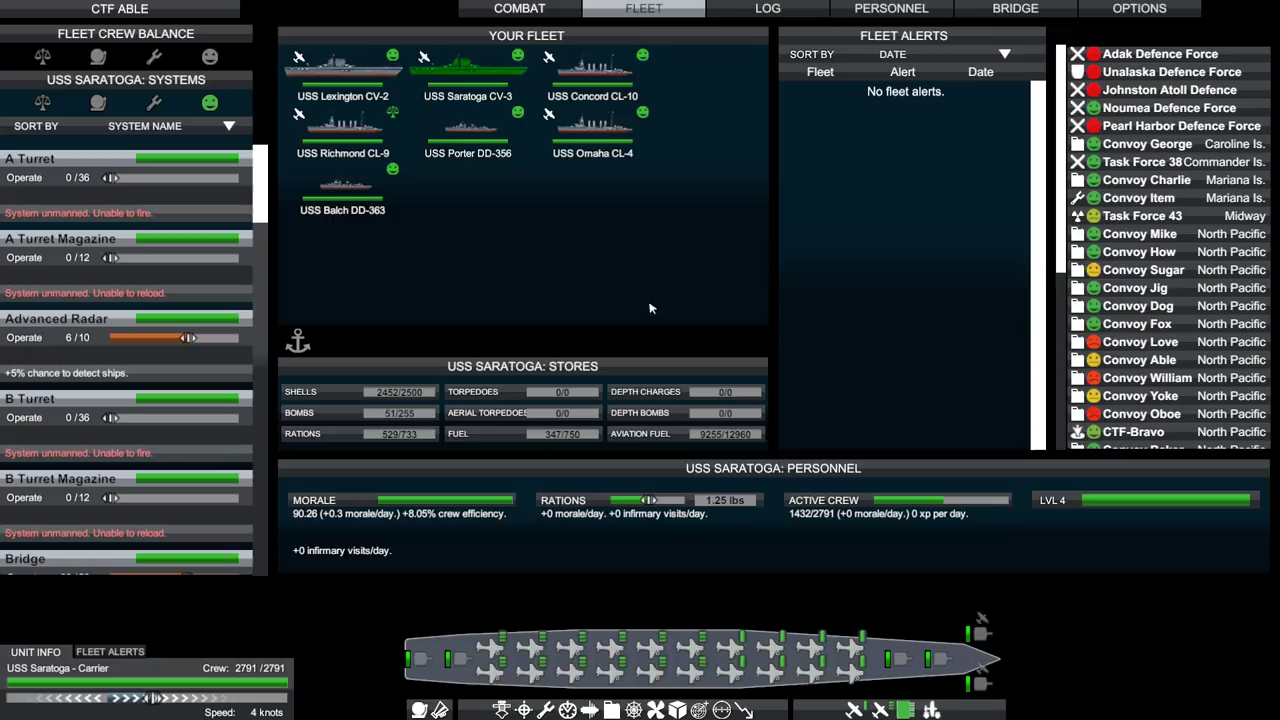 CTF ABLE
COMBAT
FLEET
LOG
PERSONNEL
BRIDGE
OPTIONS
FLEET CREW BALANCE
USS SARATOGA: SYSTEMS
SORT BY SYSTEM NAME
A Turret
Operate 0/36
System unmanned. Unable to fire.
A Turret Magazine
Operate 0/12
System unmanned. Unable to reload.
Advanced Radar
Operate 6/10
+5% chance to detect ships.
B Turret
Operate 0/36
System unmanned. Unable to fire.
B Turret Magazine
Operate 0/12
System unmanned. Unable to reload.
Bridge
YOUR FLEET
USS Lexington CV-2
USS Saratoga CV-3
USS Concord CL-10
USS Richmond CL-9
USS Porter DD-356
USS Omaha CL-4
USS Balch DD-363
FLEET ALERTS
SORT BY DATE
Fleet Alert Date
No fleet alerts.
Adak Defence Force
Unalaska Defence Force
Johnston Atoll Defence
Noumea Defence Force
Pearl Harbor Defence Force
Convoy George Caroline Is.
Task Force 38 Commander Is.
Convoy Charlie Mariana Is.
Convoy Item Mariana Is.
Task Force 43 Midway
Convoy Mike North Pacific
Convoy How North Pacific
Convoy Sugar North Pacific
Convoy Jig North Pacific
Convoy Dog North Pacific
Convoy Fox North Pacific
Convoy Love North Pacific
Convoy Able North Pacific
Convoy William North Pacific
Convoy Yoke North Pacific
Convoy Oboe North Pacific
CTF-Bravo North Pacific
USS SARATOGA: STORES
SHELLS 2452/2500 TORPEDOES 0/0 DEPTH CHARGES 0/0
BOMBS 51/255 AERIAL TORPEDOES 0/0 DEPTH BOMBS 0/0
RATIONS 529/733 FUEL 347/750 AVIATION FUEL 9255/12960
USS SARATOGA: PERSONNEL
MORALE
90.26 (+0.3 morale/day.) +8.05% crew efficiency.
+0 infirmary visits/day.
RATIONS 1.25 lbs
+0 morale/day. +0 infirmary visits/day.
ACTIVE CREW
1432/2791 (+0 morale/day.) 0 xp per day.
LVL 4
UNIT INFO FLEET ALERTS
USS Saratoga - Carrier Crew: 2791 /2791
Speed: 4 knots